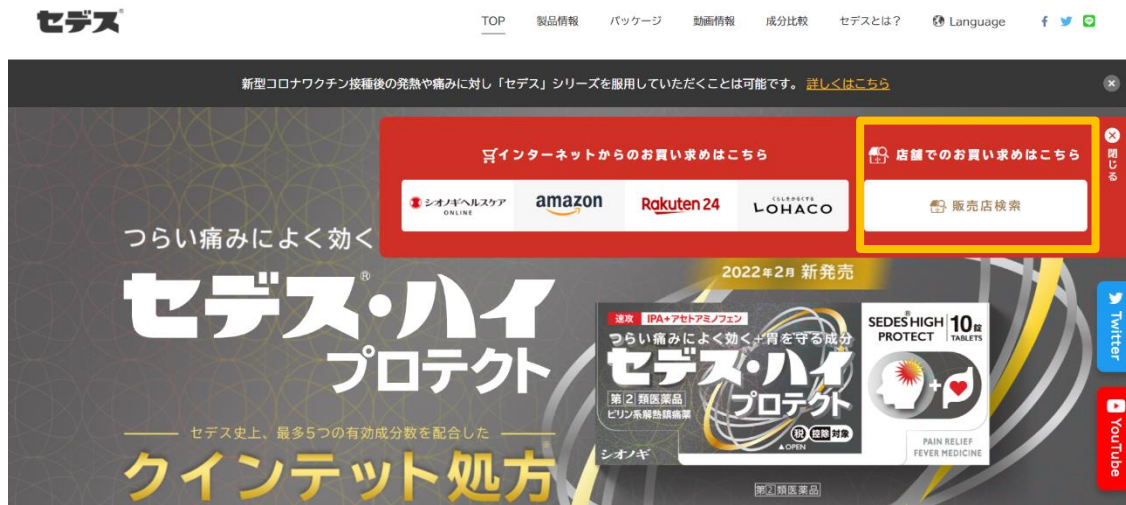 セデス®
TOP 製品情報 パッケージ 動画情報 成分比較 セデスとは？ Language
新型コロナワクチン接種後の発熱や痛みに対し「セデス」シリーズを服用していただくことは可能です。 詳しくはこちら
インターネットからのお買い求めはこちら
シオノギヘルスケア
ONLINE
amazon
Rakuten 24
くらしをかるくする
LOHACO
店舗でのお買い求めはこちら
販売店検索
閉じる
つらい痛みによく効く
セデス・ハイ®
プロテクト
セデス史上、最多5つの有効成分数を配合した
クインテット処方
2022年2月 新発売
速攻 IPA+アセトアミノフェン
つらい痛みによく効く+胃を守る成分
セデス・ハイ
プロテクト
第2類医薬品
ピリン系解熱鎮痛薬
税 控除 対象
▲OPEN
シオノギ
SEDES® HIGH
PROTECT
10錠
TABLETS
PAIN RELIEF
FEVER MEDICINE
第②類医薬品
Twitter
YouTube